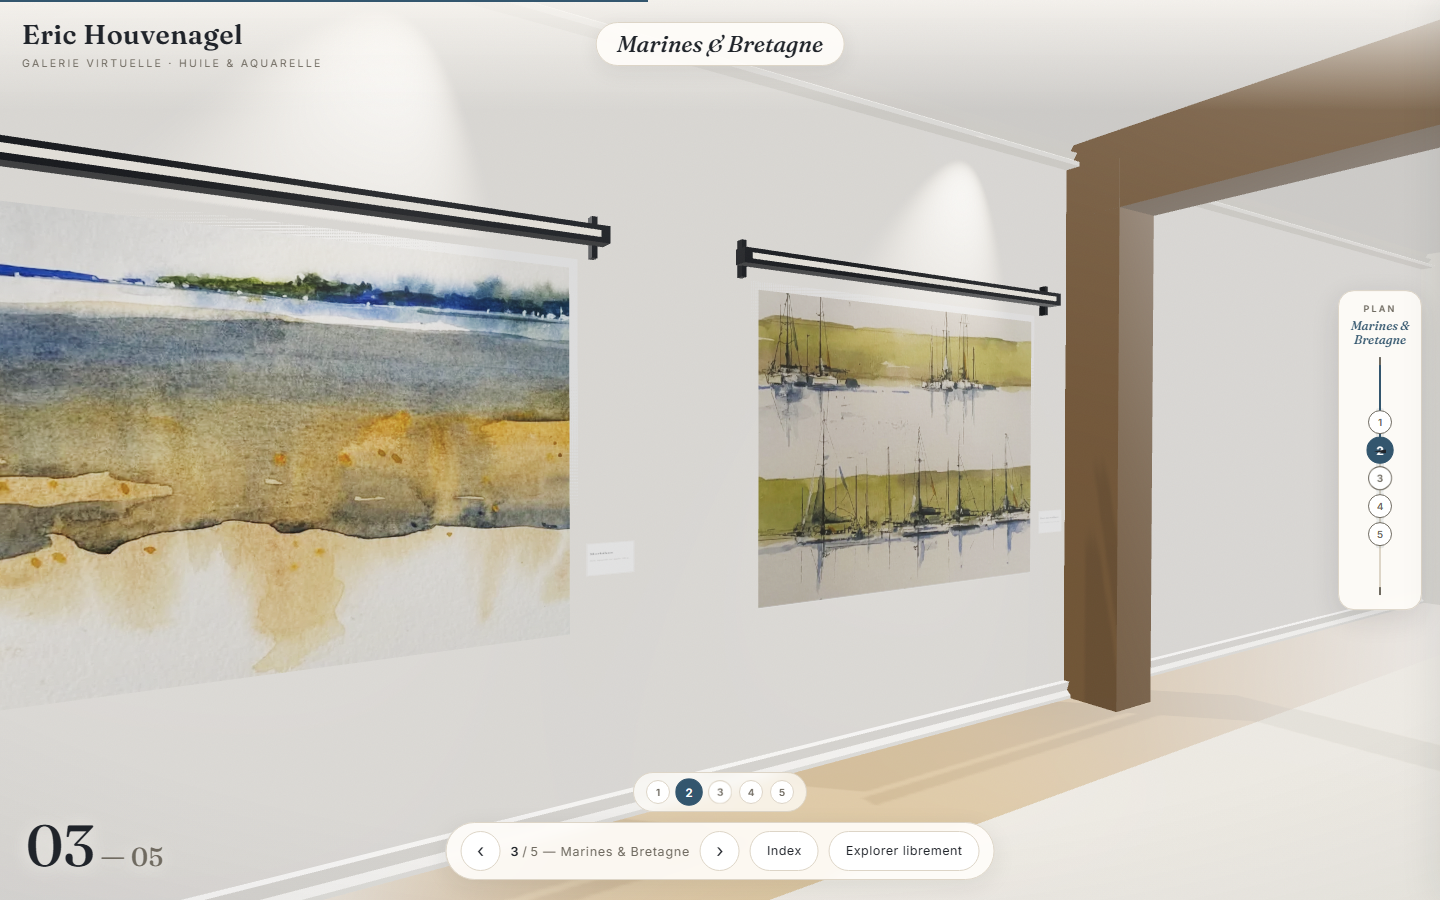 Eric Houvenagel
GALERIE VIRTUELLE · HUILE & AQUARELLE
Marines & Bretagne
PLAN
Marines &
Bretagne
1
2
3
4
5
1 2 3 4 5
03 — 05
‹ 3 / 5 — Marines & Bretagne › Index Explorer librement